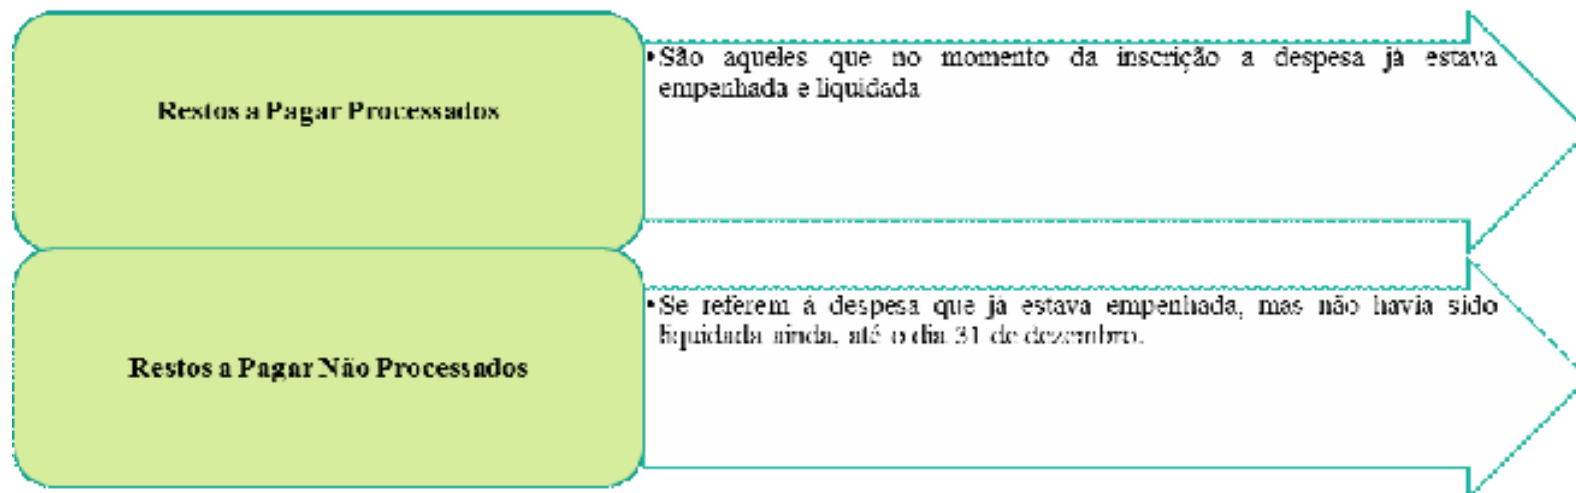 Restos a Pagar Processados
•São aqueles que no momento da inscrição a despesa já estava
empenhada e liquidada
Restos a Pagar Não Processados
•Se referem á despesa que já estava empenhada, mas não havia sido
liquidada ainda, até o dia 31 de dezembro.